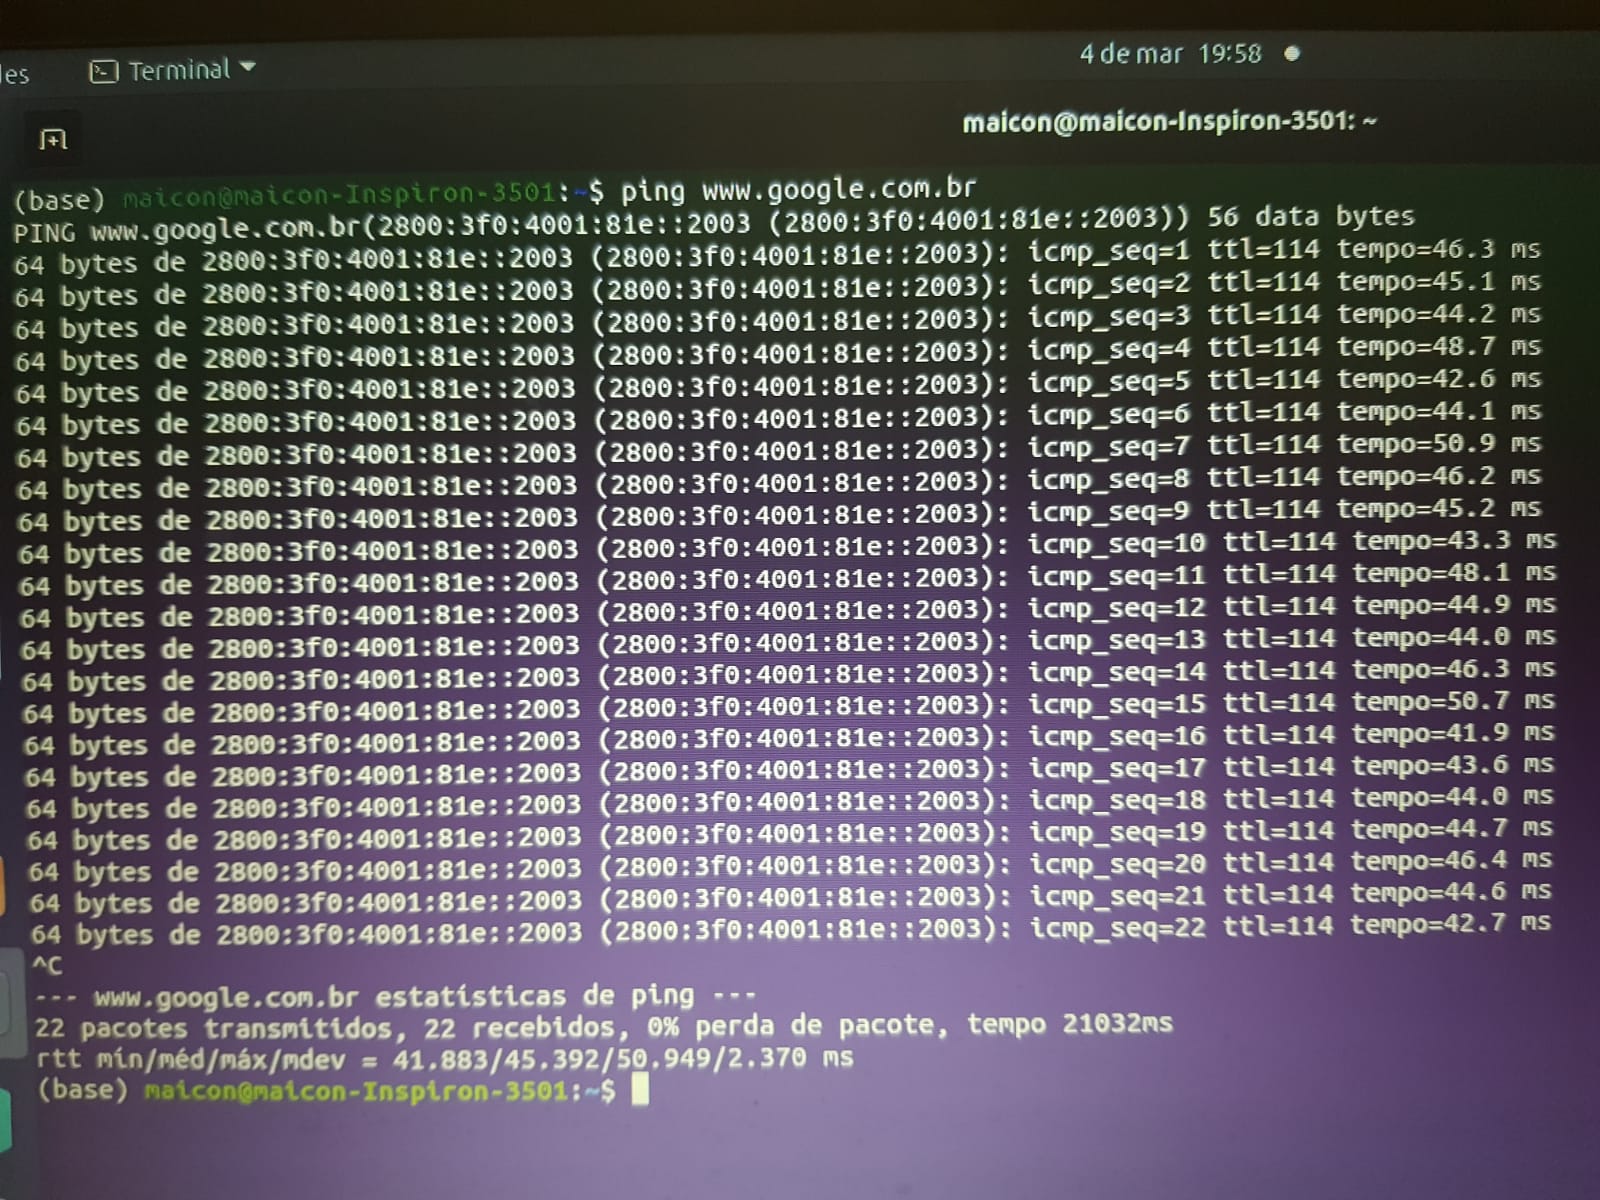 Terminal
4 de mar 19:58
maicon@maicon-Inspiron-3501: ~
(base) maicon@maicon-Inspiron-3501:~$ ping www.google.com.br
PING www.google.com.br(2800:3f0:4001:81e::2003 (2800:3f0:4001:81e::2003)) 56 data bytes
64 bytes de 2800:3f0:4001:81e::2003 (2800:3f0:4001:81e::2003): icmp_seq=1 ttl=114 tempo=46.3 ms
64 bytes de 2800:3f0:4001:81e::2003 (2800:3f0:4001:81e::2003): icmp_seq=2 ttl=114 tempo=45.1 ms
64 bytes de 2800:3f0:4001:81e::2003 (2800:3f0:4001:81e::2003): icmp_seq=3 ttl=114 tempo=44.2 ms
64 bytes de 2800:3f0:4001:81e::2003 (2800:3f0:4001:81e::2003): icmp_seq=4 ttl=114 tempo=48.7 ms
64 bytes de 2800:3f0:4001:81e::2003 (2800:3f0:4001:81e::2003): icmp_seq=5 ttl=114 tempo=42.6 ms
64 bytes de 2800:3f0:4001:81e::2003 (2800:3f0:4001:81e::2003): icmp_seq=6 ttl=114 tempo=44.1 ms
64 bytes de 2800:3f0:4001:81e::2003 (2800:3f0:4001:81e::2003): icmp_seq=7 ttl=114 tempo=50.9 ms
64 bytes de 2800:3f0:4001:81e::2003 (2800:3f0:4001:81e::2003): icmp_seq=8 ttl=114 tempo=46.2 ms
64 bytes de 2800:3f0:4001:81e::2003 (2800:3f0:4001:81e::2003): icmp_seq=9 ttl=114 tempo=45.2 ms
64 bytes de 2800:3f0:4001:81e::2003 (2800:3f0:4001:81e::2003): icmp_seq=10 ttl=114 tempo=43.3 ms
64 bytes de 2800:3f0:4001:81e::2003 (2800:3f0:4001:81e::2003): icmp_seq=11 ttl=114 tempo=48.1 ms
64 bytes de 2800:3f0:4001:81e::2003 (2800:3f0:4001:81e::2003): icmp_seq=12 ttl=114 tempo=44.9 ms
64 bytes de 2800:3f0:4001:81e::2003 (2800:3f0:4001:81e::2003): icmp_seq=13 ttl=114 tempo=44.0 ms
64 bytes de 2800:3f0:4001:81e::2003 (2800:3f0:4001:81e::2003): icmp_seq=14 ttl=114 tempo=46.3 ms
64 bytes de 2800:3f0:4001:81e::2003 (2800:3f0:4001:81e::2003): icmp_seq=15 ttl=114 tempo=50.7 ms
64 bytes de 2800:3f0:4001:81e::2003 (2800:3f0:4001:81e::2003): icmp_seq=16 ttl=114 tempo=41.9 ms
64 bytes de 2800:3f0:4001:81e::2003 (2800:3f0:4001:81e::2003): icmp_seq=17 ttl=114 tempo=43.6 ms
64 bytes de 2800:3f0:4001:81e::2003 (2800:3f0:4001:81e::2003): icmp_seq=18 ttl=114 tempo=44.0 ms
64 bytes de 2800:3f0:4001:81e::2003 (2800:3f0:4001:81e::2003): icmp_seq=19 ttl=114 tempo=44.7 ms
64 bytes de 2800:3f0:4001:81e::2003 (2800:3f0:4001:81e::2003): icmp_seq=20 ttl=114 tempo=46.4 ms
64 bytes de 2800:3f0:4001:81e::2003 (2800:3f0:4001:81e::2003): icmp_seq=21 ttl=114 tempo=44.6 ms
64 bytes de 2800:3f0:4001:81e::2003 (2800:3f0:4001:81e::2003): icmp_seq=22 ttl=114 tempo=42.7 ms
^C
--- www.google.com.br estatísticas de ping ---
22 pacotes transmitidos, 22 recebidos, 0% perda de pacote, tempo 21032ms
rtt mín/méd/máx/mdev = 41.883/45.392/50.949/2.370 ms
(base) maicon@maicon-Inspiron-3501:~$